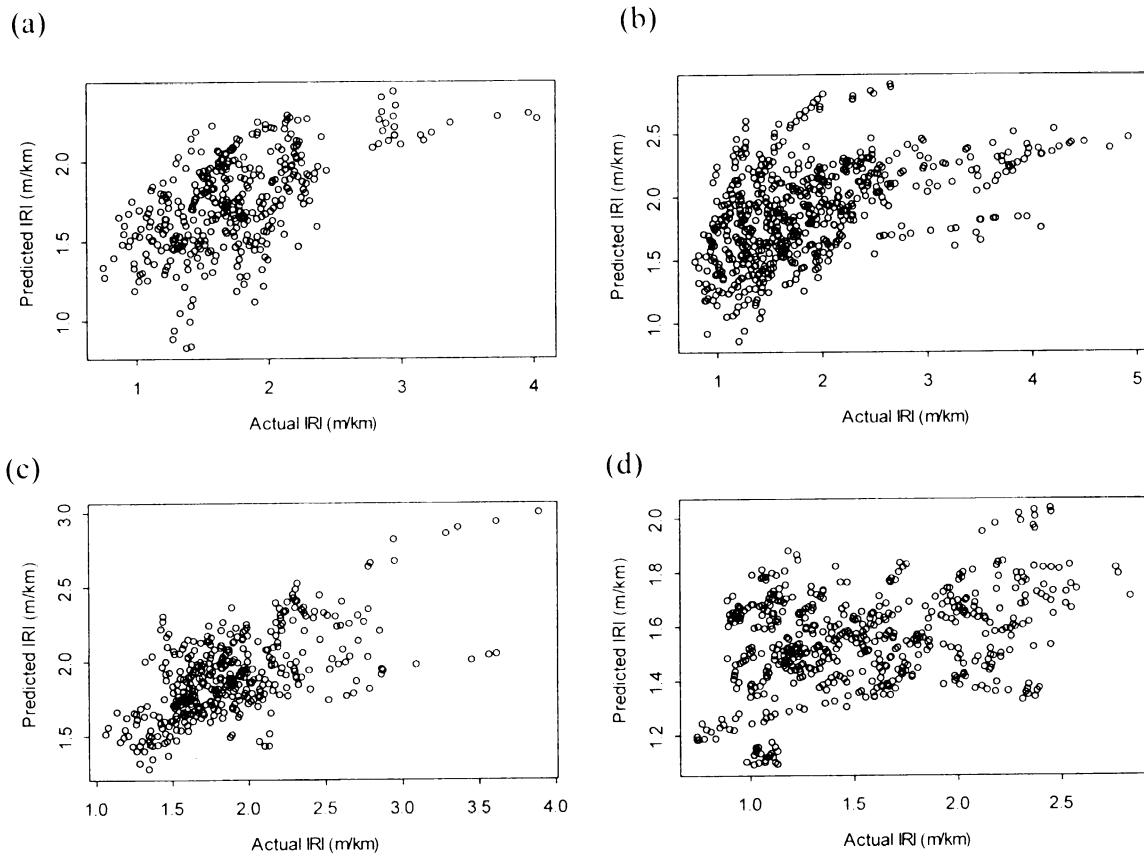 (a)
(b)
Predicted IRI (m/km)
2.0
1.5
1.0
1 2 3 4
Actual IRI (m/km)
Predicted IRI (m/km)
2.5
2.0
1.5
1.0
1 2 3 4 5
Actual IRI (m/km)
(c)
(d)
Predicted IRI (m/km)
3.0
2.5
2.0
1.5
1.0 1.5 2.0 2.5 3.0 3 5 4.0
Actual IRI (m/km)
Predicted IRI (m/km)
2.0
1.8
1.6
1.4
1.2
1.0 1.5 2.0 2.5
Actual IRI (m/km)